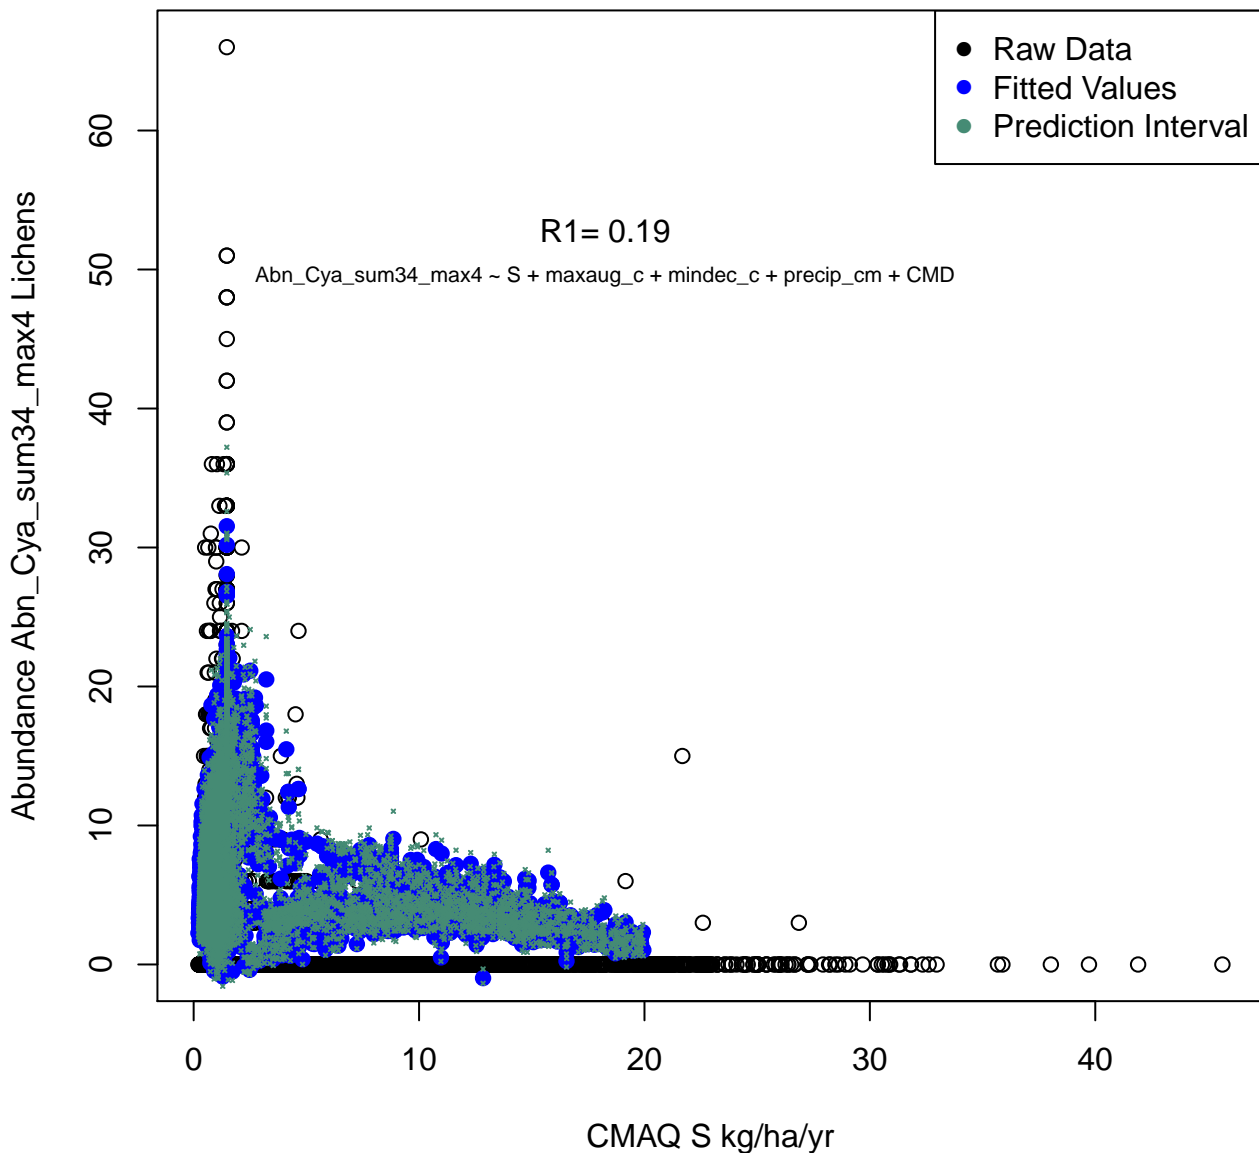 Raw Data
Fitted Values
Prediction Interval
R1= 0.19
Abn_Cya_sum34_max4 ~ S + maxaug_c + mindec_c + precip_cm + CMD
Abundance Abn_Cya_sum34_max4 Lichens
60
50
40
30
20
10
0
0 10 20 30 40
CMAQ S kg/ha/yr